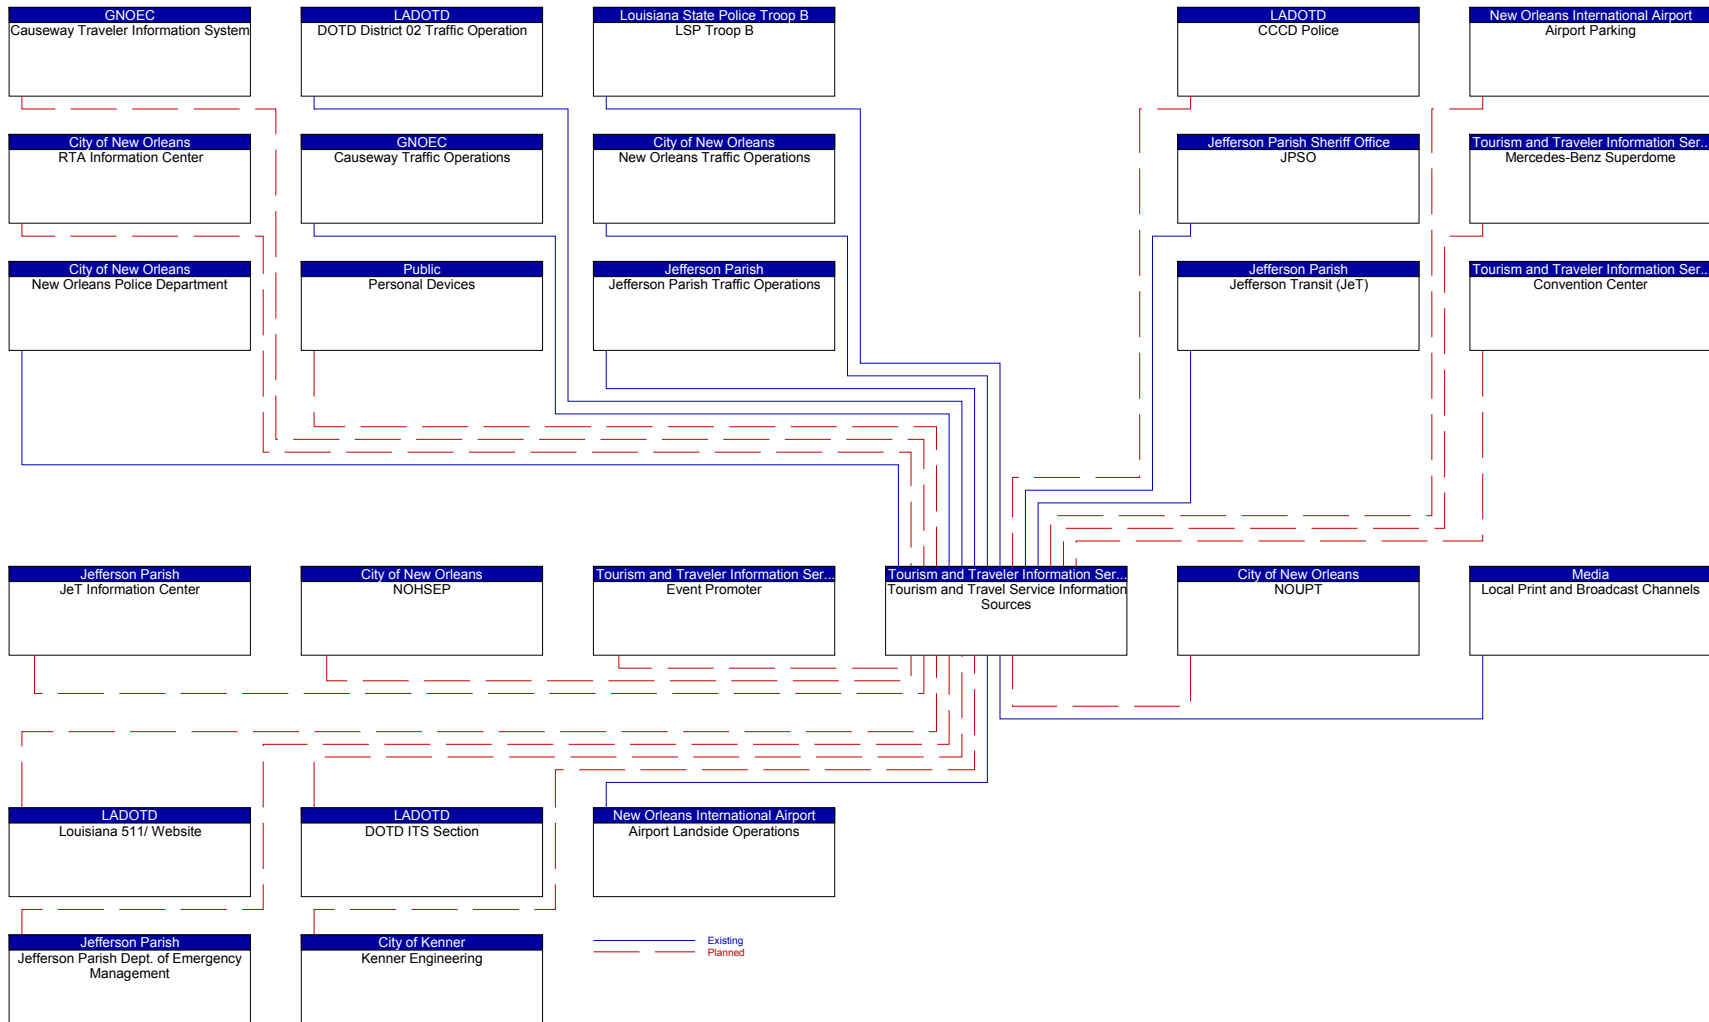 GNOEC
Causeway Traveler Information System
LADOTD
DOTD District 02 Traffic Operation
Louisiana State Police Troop B
LSP Troop B
LADOTD
CCCD Police
New Orleans International Airport
Airport Parking
City of New Orleans
RTA Information Center
GNOEC
Causeway Traffic Operations
City of New Orleans
New Orleans Traffic Operations
Jefferson Parish Sheriff Office
JPSO
Tourism and Traveler Information Ser..
Mercedes-Benz Superdome
City of New Orleans
New Orleans Police Department
Public
Personal Devices
Jefferson Parish
Jefferson Parish Traffic Operations
Jefferson Parish
Jefferson Transit (JeT)
Tourism and Traveler Information Ser..
Convention Center
Jefferson Parish
JeT Information Center
City of New Orleans
NOHSEP
Tourism and Traveler Information Ser...
Event Promoter
Tourism and Traveler Information Ser...
Tourism and Travel Service Information
Sources
City of New Orleans
NOUPT
Media
Local Print and Broadcast Channels
LADOTD
Louisiana 511/ Website
LADOTD
DOTD ITS Section
New Orleans International Airport
Airport Landside Operations
Jefferson Parish
Jefferson Parish Dept. of Emergency
Management
City of Kenner
Kenner Engineering
Existing
Planned